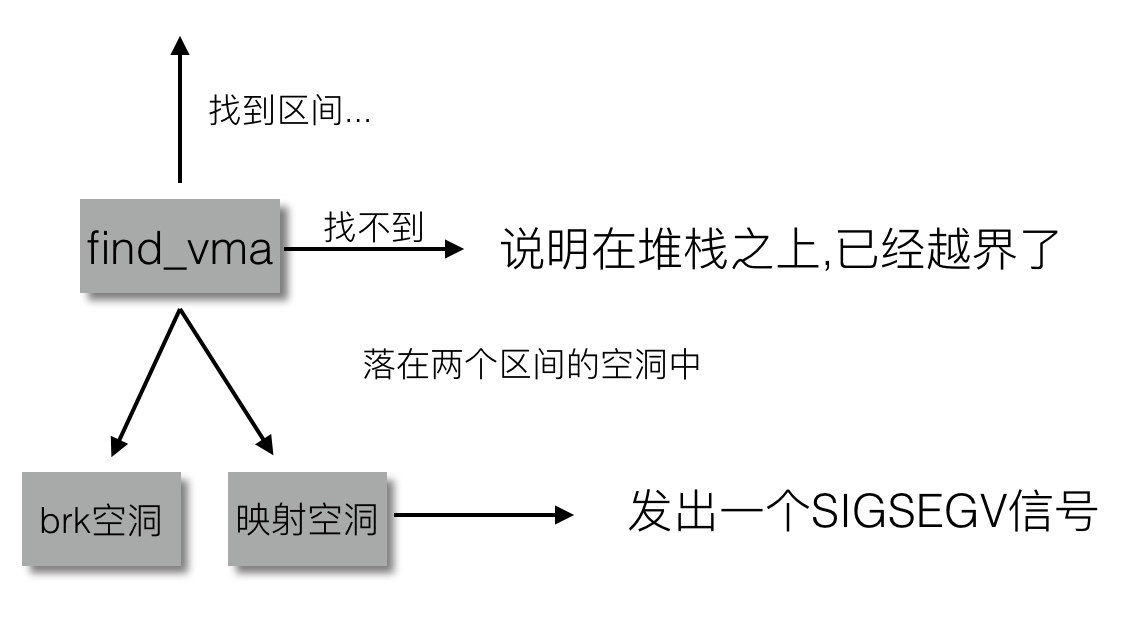 找到区间...
find_vma
找不到
说明在堆栈之上,已经越界了
落在两个区间的空洞中
brk空洞
映射空洞
发出一个SIGSEGV信号